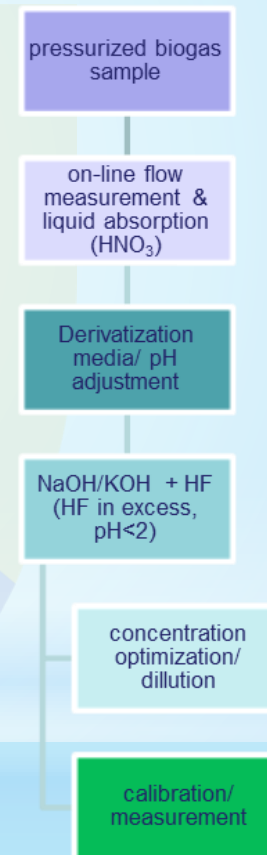 pressurized biogas
sample
on-line flow
measurement &
liquid absorption
(HNO₃)
Derivatization
media/ pH
adjustment
NaOH/KOH + HF
(HF in excess,
pH<2)
concentration
optimization/
dillution
calibration/
measurement